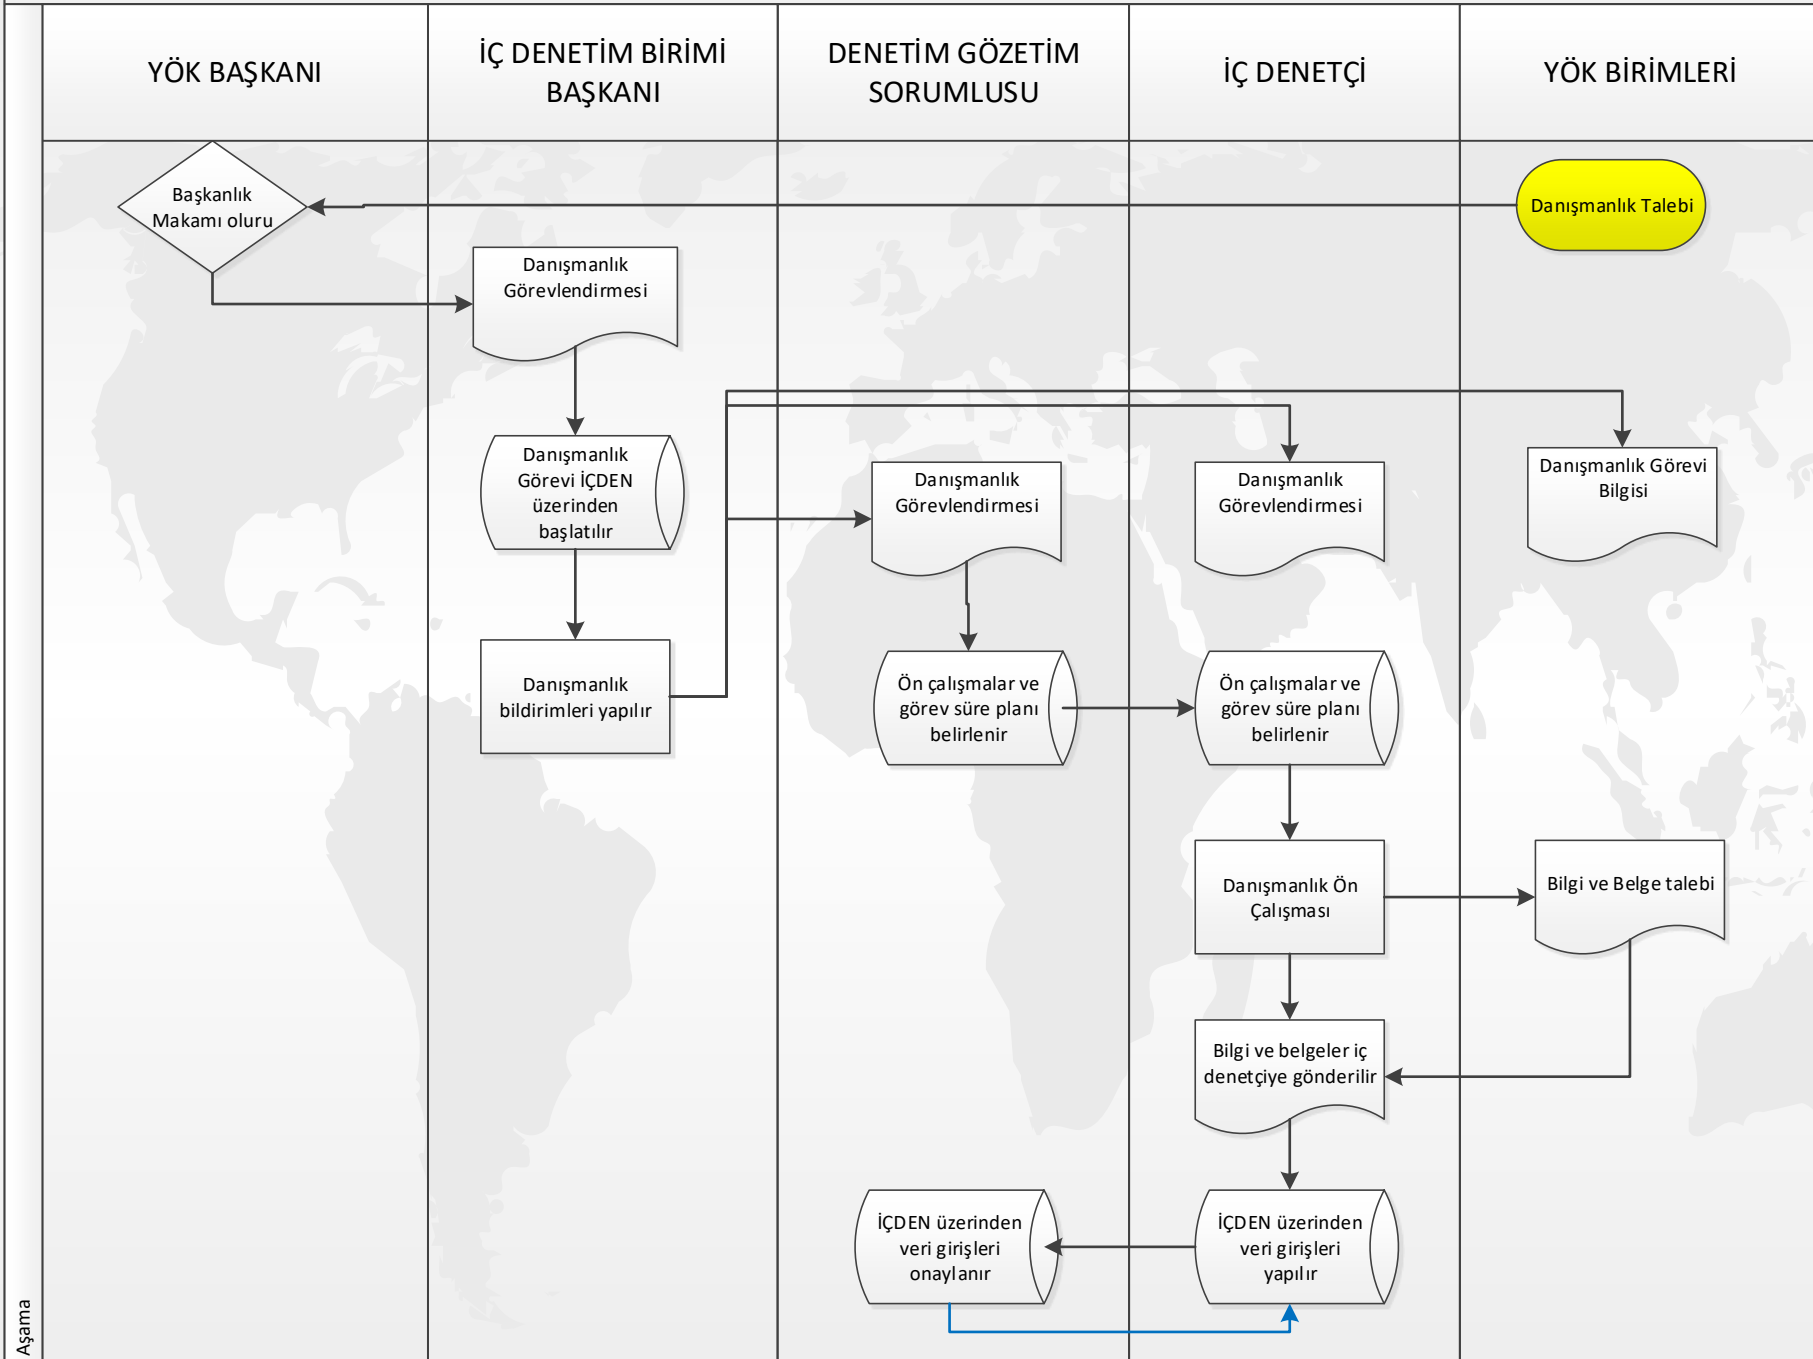 YÖK BAŞKANI
İÇ DENETİM BİRİMİ
BAŞKANI
DENETİM GÖZETİM
SORUMLUSU
İÇ DENETÇİ
YÖK BİRİMLERİ
Başkanlık
Makamı oluru
Danışmanlık Talebi
Danışmanlık
Görevlendirmesi
Danışmanlık
Görevi İÇDEN
üzerinden
başlatılır
Danışmanlık
Görevlendirmesi
Danışmanlık
Görevlendirmesi
Danışmanlık Görevi
Bilgisi
Danışmanlık
bildirimleri yapılır
Ön çalışmalar ve
görev süre planı
belirlenir
Ön çalışmalar ve
görev süre planı
belirlenir
Danışmanlık Ön
Çalışması
Bilgi ve Belge talebi
Bilgi ve belgeler iç
denetçiye gönderilir
İÇDEN üzerinden
veri girişleri
onaylanır
İÇDEN üzerinden
veri girişleri
yapılır
Aşama